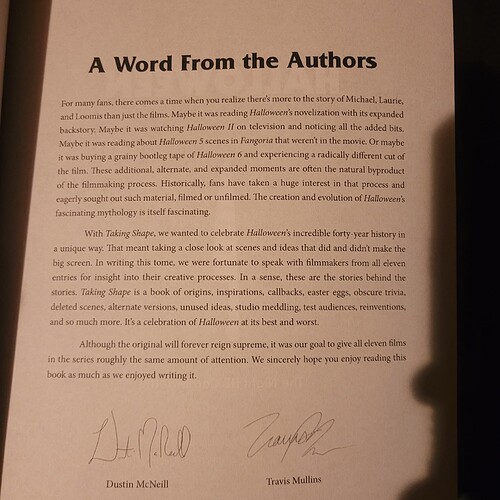 A Word From the Authors
For many fans, there comes a time when you realize there's more to the story of Michael, Laurie,
and Loomis than just the films. Maybe it was reading Halloween's novelization with its expanded
backstory. Maybe it was watching Halloween II on television and noticing all the added bits.
Maybe it was reading about Halloween 5 scenes in Fangoria that weren't in the movie. Or maybe
it was buying a grainy bootleg tape of Halloween 6 and experiencing a radically different cut of
the film. These additional, alternate, and expanded moments are often the natural byproduct
of the filmmaking process. Historically, fans have taken a huge interest in that process and
eagerly sought out such material, filmed or unfilmed. The creation and evolution of Halloween's
fascinating mythology is itself fascinating.
With Taking Shape, we wanted to celebrate Halloween's incredible forty-year history in
a unique way. That meant taking a close look at scenes and ideas that did and didn't make the
big screen. In writing this tome, we were fortunate to speak with filmmakers from all eleven
entries for insight into their creative processes. In a sense, these are the stories behind the
stories. Taking Shape is a book of origins, inspirations, callbacks, easter eggs, obscure trivia,
deleted scenes, alternate versions, unused ideas, studio meddling, test audiences, reinventions,
and so much more. It's a celebration of Halloween at its best and worst.
Although the original will forever reign supreme, it was our goal to give all eleven films
in the series roughly the same amount of attention. We sincerely hope you enjoy reading this
book as much as we enjoyed writing it.
Dustin McNeill
Travis Mullins